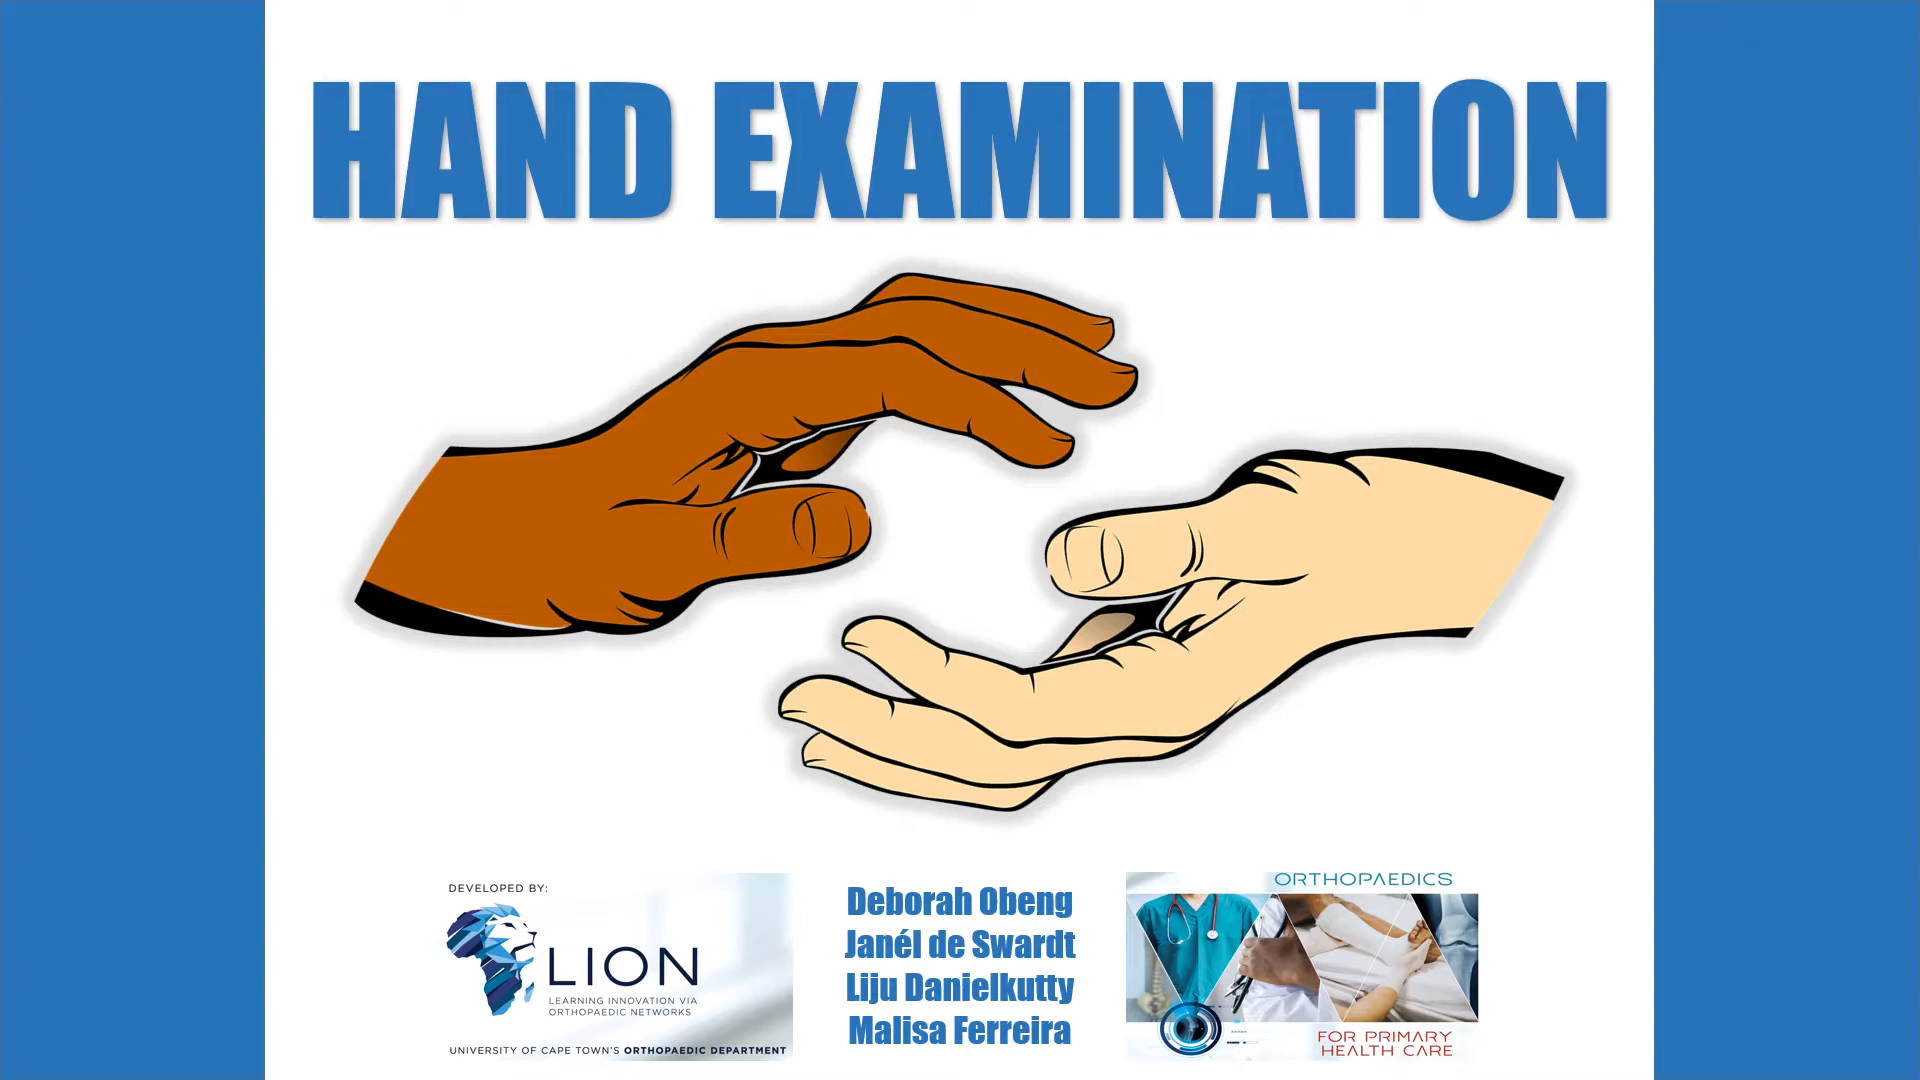 HAND EXAMINATION
DEVELOPED BY:
LION
LEARNING INNOVATION VIA
ORTHOPAEDIC NETWORKS
UNIVERSITY OF CAPE TOWN'S ORTHOPAEDIC DEPARTMENT
Deborah Obeng
Janél de Swardt
Liju Danielkutty
Malisa Ferreira
ORTHOPAEDICS
FOR PRIMARY
HEALTH CARE